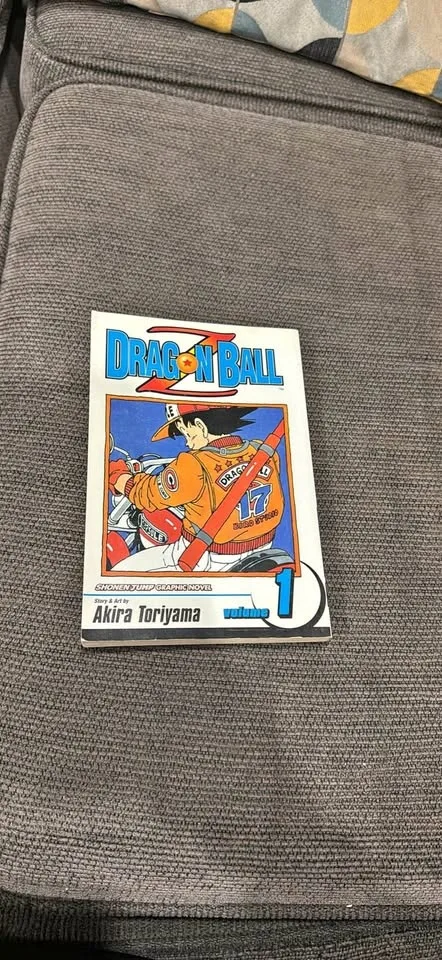 DRAGON BALL
Z
DRAGON BALL
17
SHONEN JUMP GRAPHIC NOVEL
Story & Art by
Akira Toriyama
volume 1